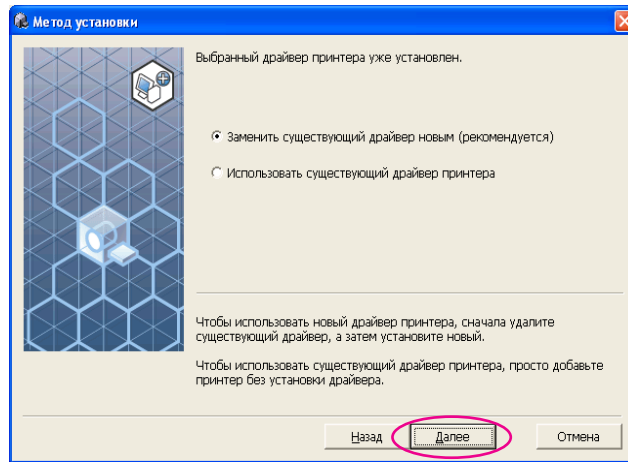 Метод установки
Выбранный драйвер принтера уже установлен.
Заменить существующий драйвер новым (рекомендуется)
Использовать существующий драйвер принтера
Чтобы использовать новый драйвер принтера, сначала удалите
существующий драйвер, а затем установите новый.
Чтобы использовать существующий драйвер принтера, просто добавьте
принтер без установки драйвера.
Назад Далее Отмена